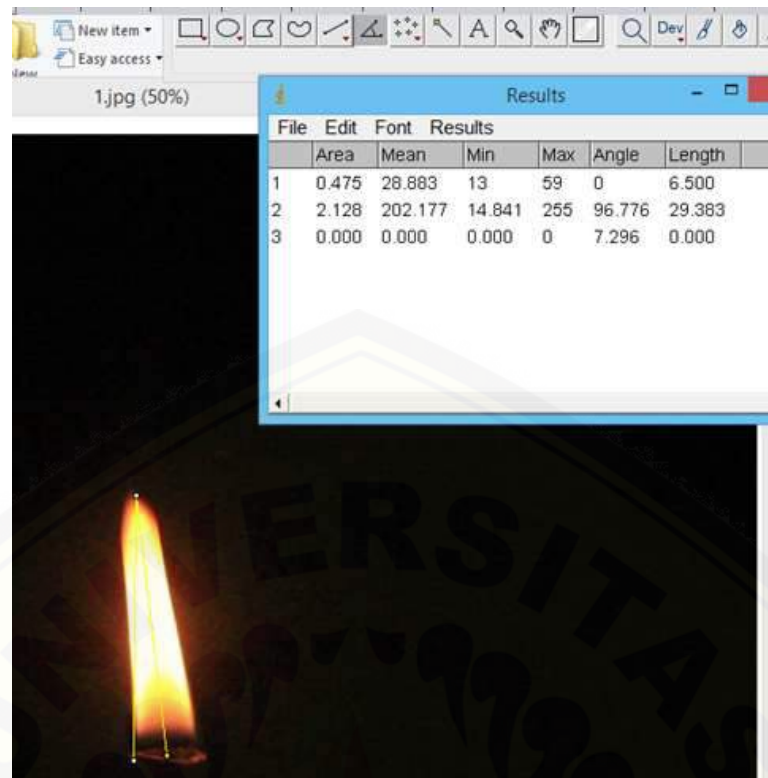 New item
Easy access
A Dev
1.jpg (50%)
Results
File Edit Font Results
Area Mean Min Max Angle Length
1 0.475 28.883 13 59 0 6.500
2 2.128 202.177 14.841 255 96.776 29.383
3 0.000 0.000 0.000 0 7.296 0.000
UNIVERSITAS